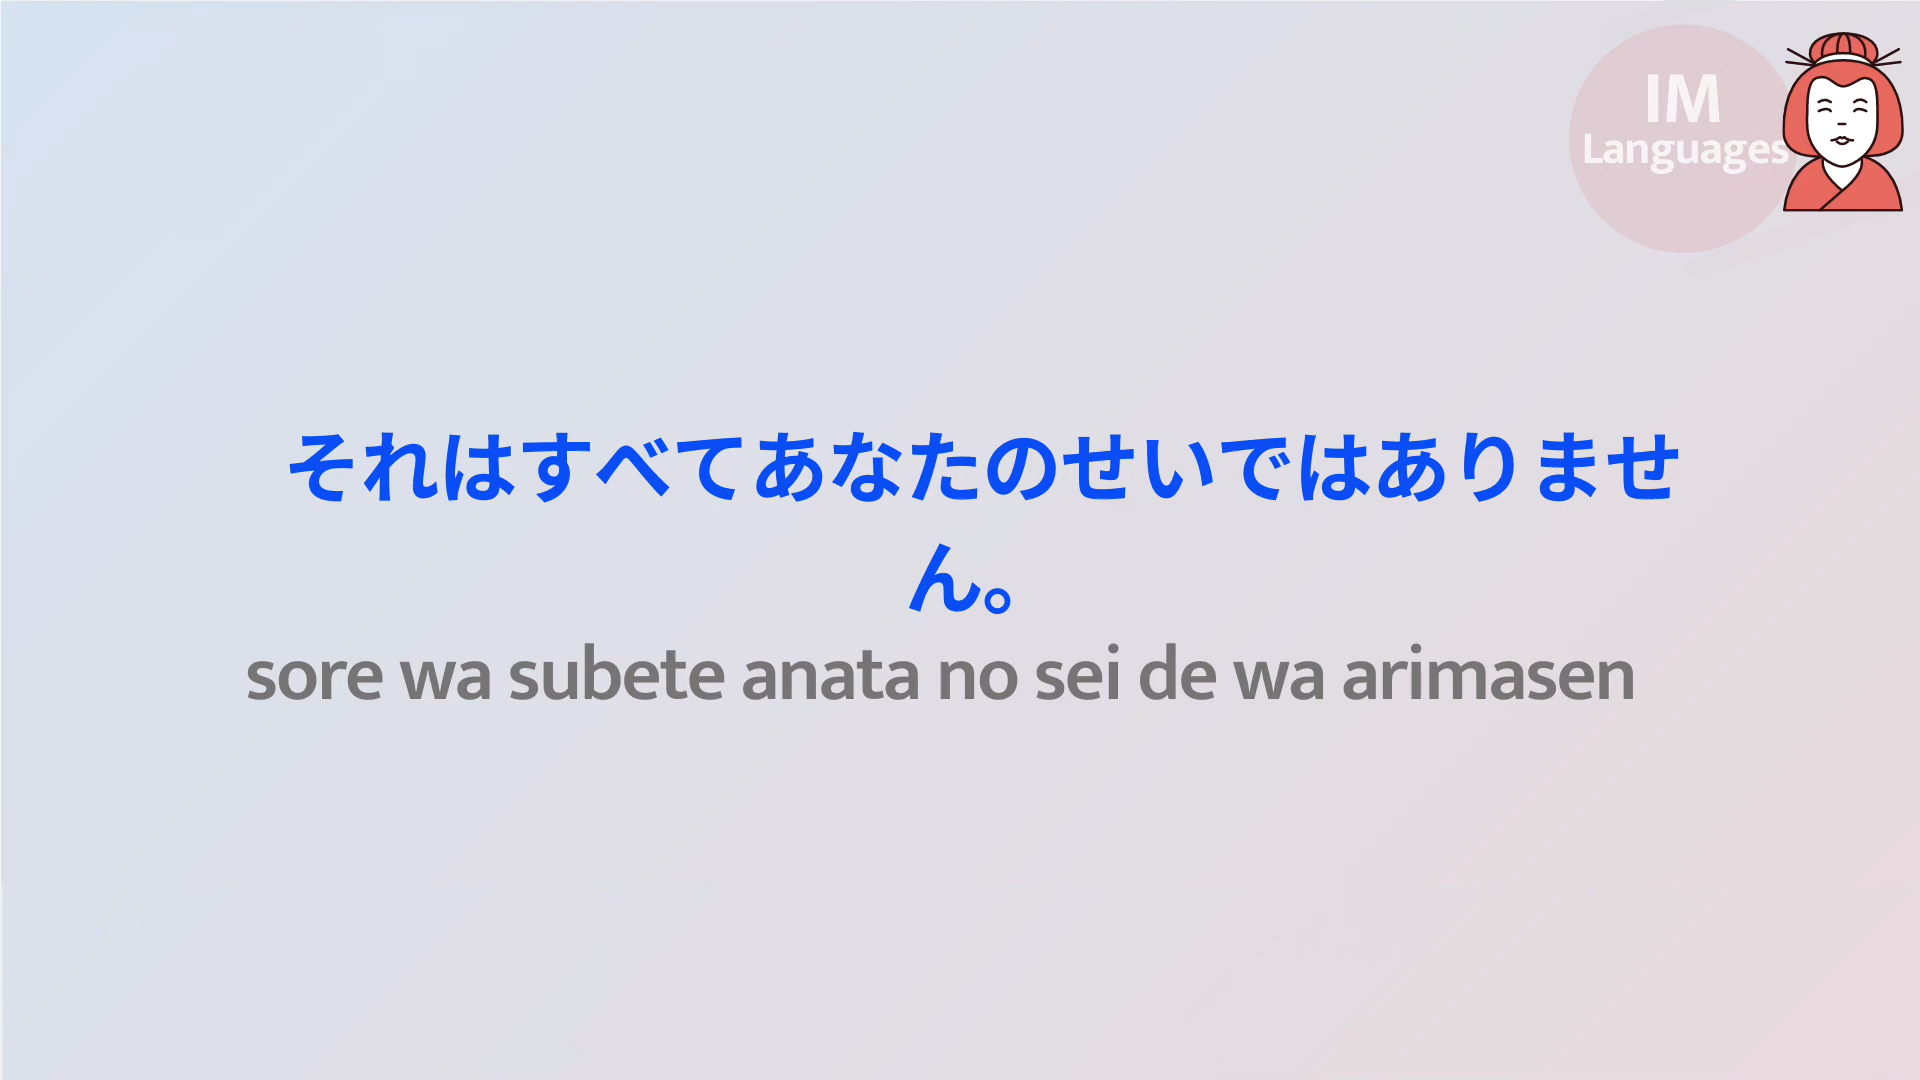 IM
Languages
それはすべてあなたのせいではありませ
ん。
sore wa subete anata no sei de wa arimasen